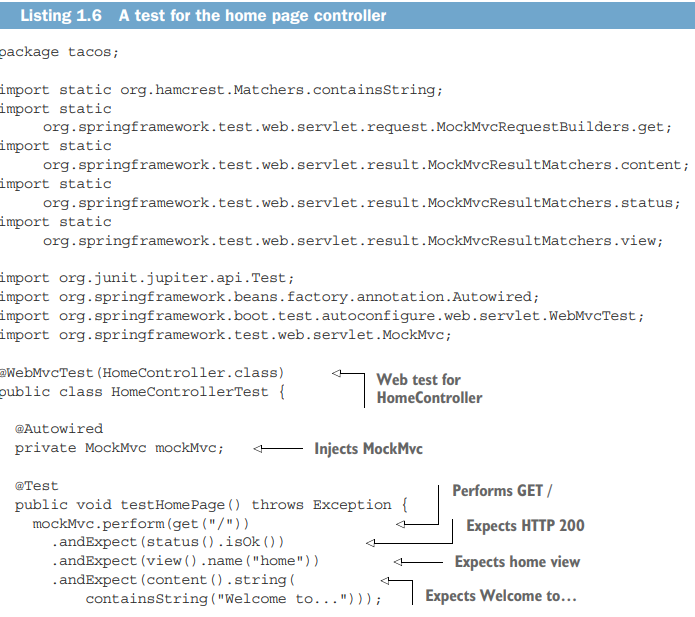 Listing 1.6 A test for the home page controller
package tacos;
import static org.hamcrest.Matchers.containsString;
import static
org.springframework.test.web.servlet.request.MockMvcRequestBuilders.get;
import static
org.springframework.test.web.servlet.result.MockMvcResultMatchers.content;
import static
org.springframework.test.web.servlet.result.MockMvcResultMatchers.status;
import static
org.springframework.test.web.servlet.result.MockMvcResultMatchers.view;
import org.junit.jupiter.api.Test;
import org.springframework.beans.factory.annotation.Autowired;
import org.springframework.boot.test.autoconfigure.web.servlet.WebMvcTest;
import org.springframework.test.web.servlet.MockMvc;
@WebMvcTest(HomeController.class)
Web test for
public class HomeControllerTest {
HomeController
@Autowired
private MockMvc mockMvc;
Injects MockMvc
@Test
Performs GET /
public void testHomePage() throws Exception {
mockMvc.perform(get("/"))
Expects HTTP 200
.andExpect(status().isOk())
.andExpect(view().name("home"))
Expects home view
.andExpect(content().string(
containsString("Welcome to...")));
Expects Welcome to…